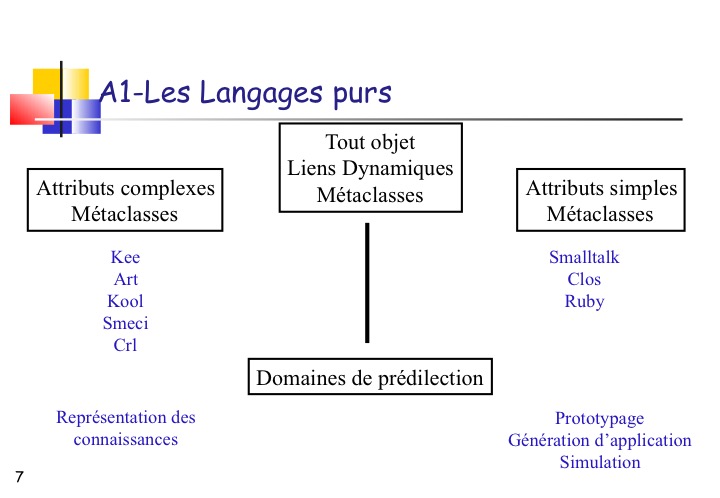 A1-Les Langages purs
Tout objet
Liens Dynamiques
Métaclasses
Attributs complexes
Métaclasses
Attributs simples
Métaclasses
Kee
Art
Kool
Smeci
Crl
Smalltalk
Clos
Ruby
Domaines de prédilection
Représentation des
connaissances
Prototypage
Génération d’application
Simulation
7